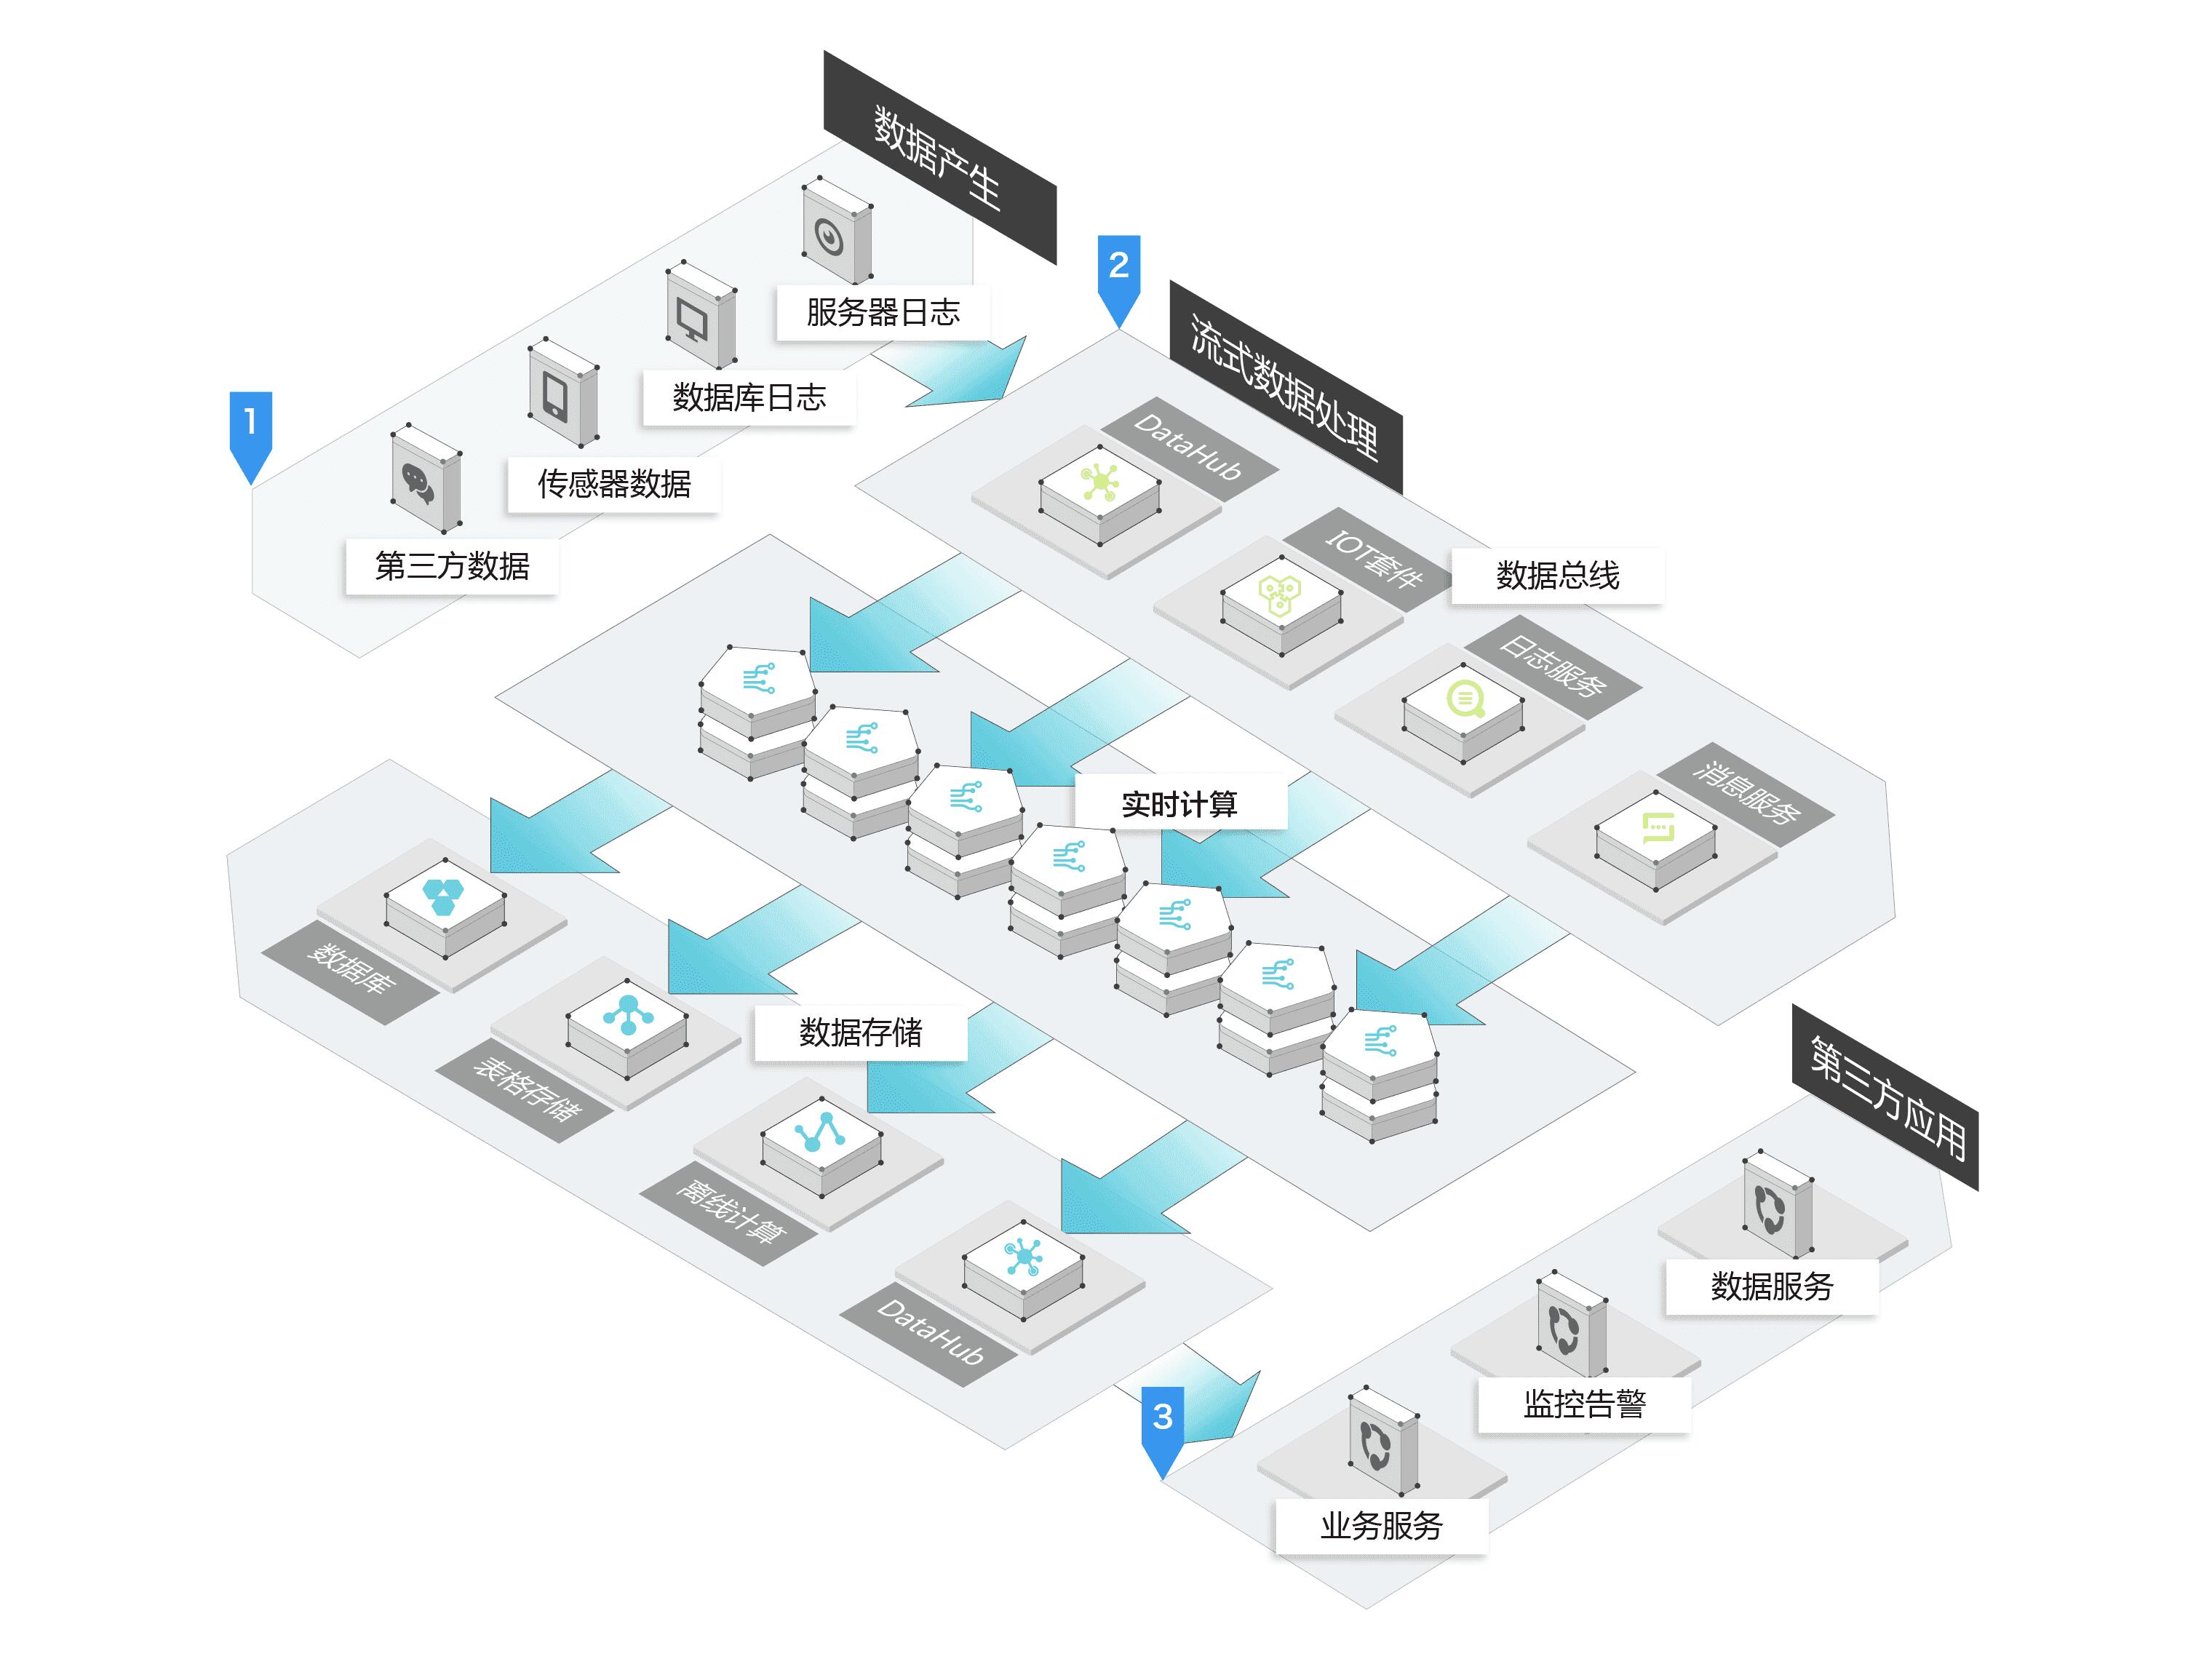 数据产生
服务器日志
数据库日志
传感器数据
第三方数据
1
2
流式数据处理
DataHub
IOT套件
数据总线
日志服务
消息服务
实时计算
数据库
表格存储
数据存储
离线计算
DataHub
3
第三方应用
数据服务
监控告警
业务服务